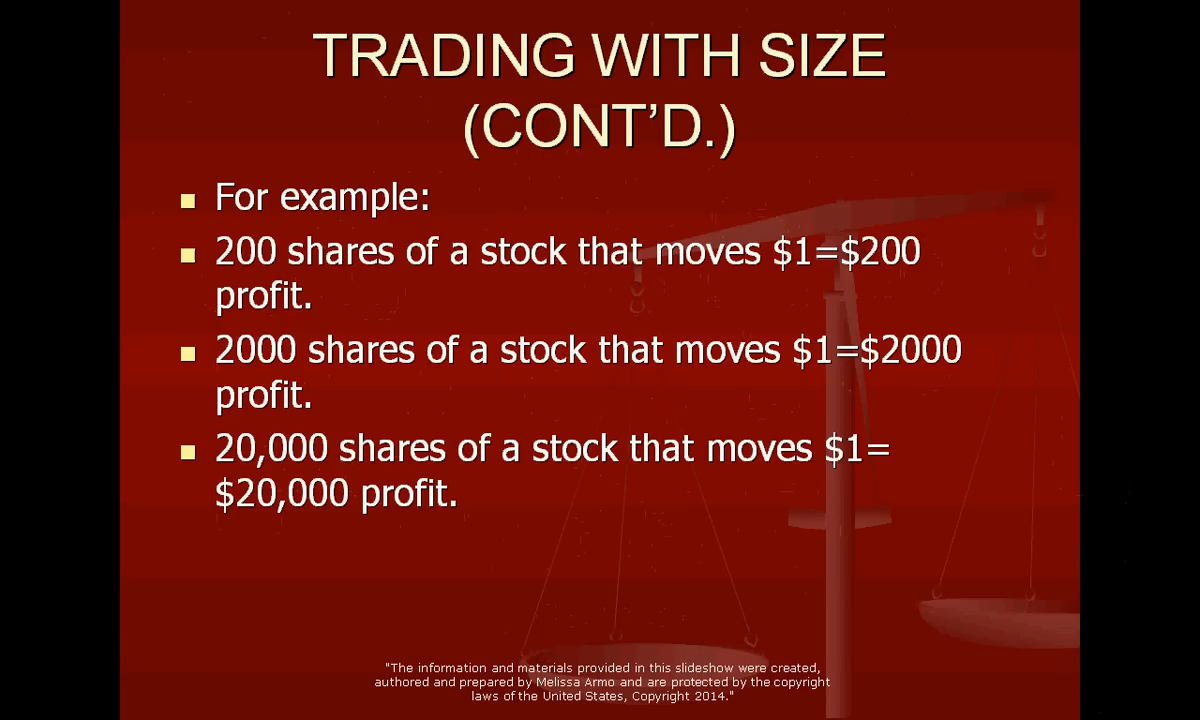 TRADING WITH SIZE
(CONT’D.)
For example:
200 shares of a stock that moves $1=$200
profit.
2000 shares of a stock that moves $1=$2000
profit.
20,000 shares of a stock that moves $1=
$20,000 profit.
"The information and materials provided in this slideshow were created,
authored and prepared by Melissa Armo and are protected by the copyright
laws of the United States, Copyright 2014."